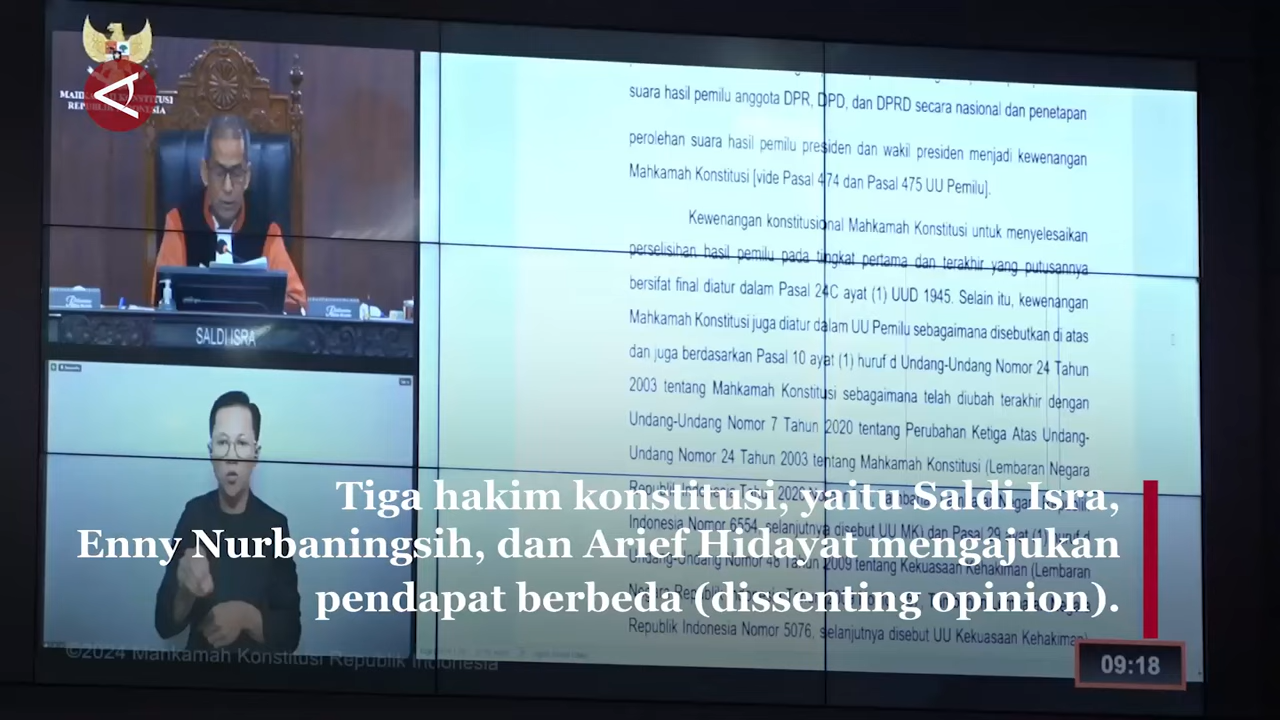 MAHKAMAH KONSTITUSI
REPUBLIK INDONESIA
SALDI ISRA
suara hasil pemilu anggota DPR, DPD, dan DPRD secara nasional dan penetapan
perolehan suara hasil pemilu presiden dan wakil presiden menjadi kewenangan
Mahkamah Konstitusi [vide Pasal 474 dan Pasal 475 UU Pemilu].
Kewenangan konstitusional Mahkamah Konstitusi untuk menyelesaikan
perselisihan hasil pemilu pada tingkat pertama dan terakhir yang putusannya
bersifat final diatur dalam Pasal 24C ayat (1) UUD 1945. Selain itu, kewenangan
Mahkamah Konstitusi juga diatur dalam UU Pemilu sebagaimana disebutkan di atas
dan juga berdasarkan Pasal 10 ayat (1) huruf d Undang-Undang Nomor 24 Tahun
2003 tentang Mahkamah Konstitusi sebagaimana telah diubah terakhir dengan
Undang-Undang Nomor 7 Tahun 2020 tentang Perubahan Ketiga Atas Undang-
Undang Nomor 24 Tahun 2003 tentang Mahkamah Konstitusi (Lembaran Negara
Indonesia Nomor 6554, selanjutnya disebut UU MK) dan Pasal 29 ayat (1) huruf d
Undang-Undang Nomor 48 Tahun 2009 tentang Kekuasaan Kehakiman (Lembaran
Republik Indonesia Nomor 5076, selanjutnya disebut UU Kekuasaan Kehakiman)
Tiga hakim konstitusi, yaitu Saldi Isra,
Enny Nurbaningsih, dan Arief Hidayat mengajukan
pendapat berbeda (dissenting opinion).
©2024 Mahkamah Konstitusi Republik Indonesia
09:18